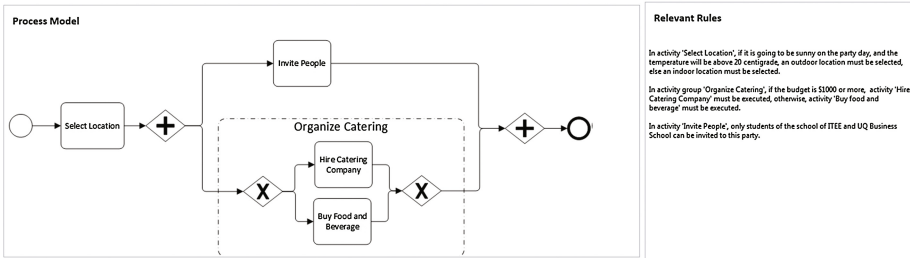 Process Model
Relevant Rules
Invite People
Select Location
Organize Catering
Hire Catering
Company
Buy Food and
Beverage
In activity 'Select Location', if it is going to be sunny on the party day, and the
temperature will be above 20 centigrade, an outdoor location must be selected,
else an indoor location must be selected.
In activity group 'Organize Catering', if the budget is $1000 or more, activity 'Hire
Catering Company' must be executed, otherwise, activity 'Buy food and
beverage' must be executed.
In activity 'Invite People', only students of the school of ITEE and UQ Business
School can be invited to this party.